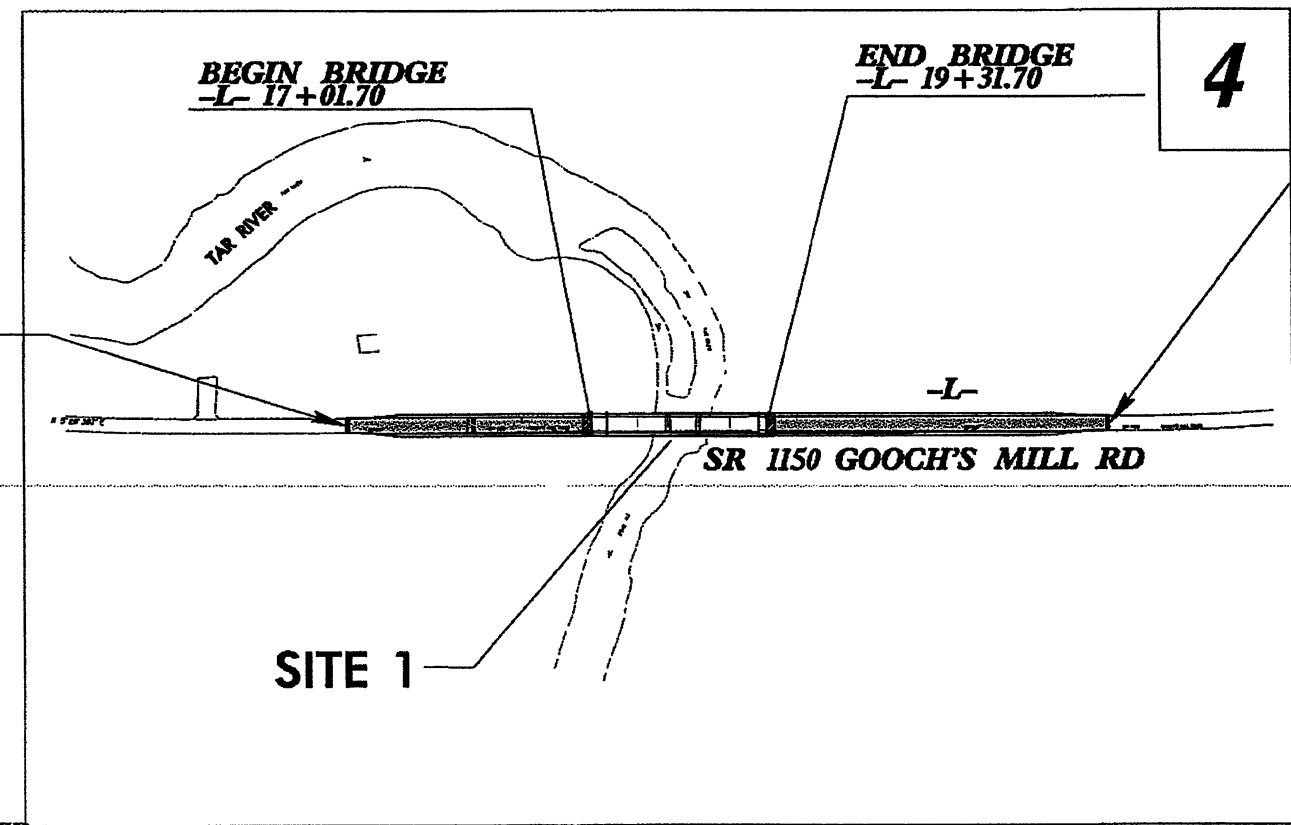 BEGIN BRIDGE
-L- 17+01.70
END BRIDGE
-L- 19+31.70
4
TAR RIVER
-L-
SR 1150 GOOCH'S MILL RD
SITE 1